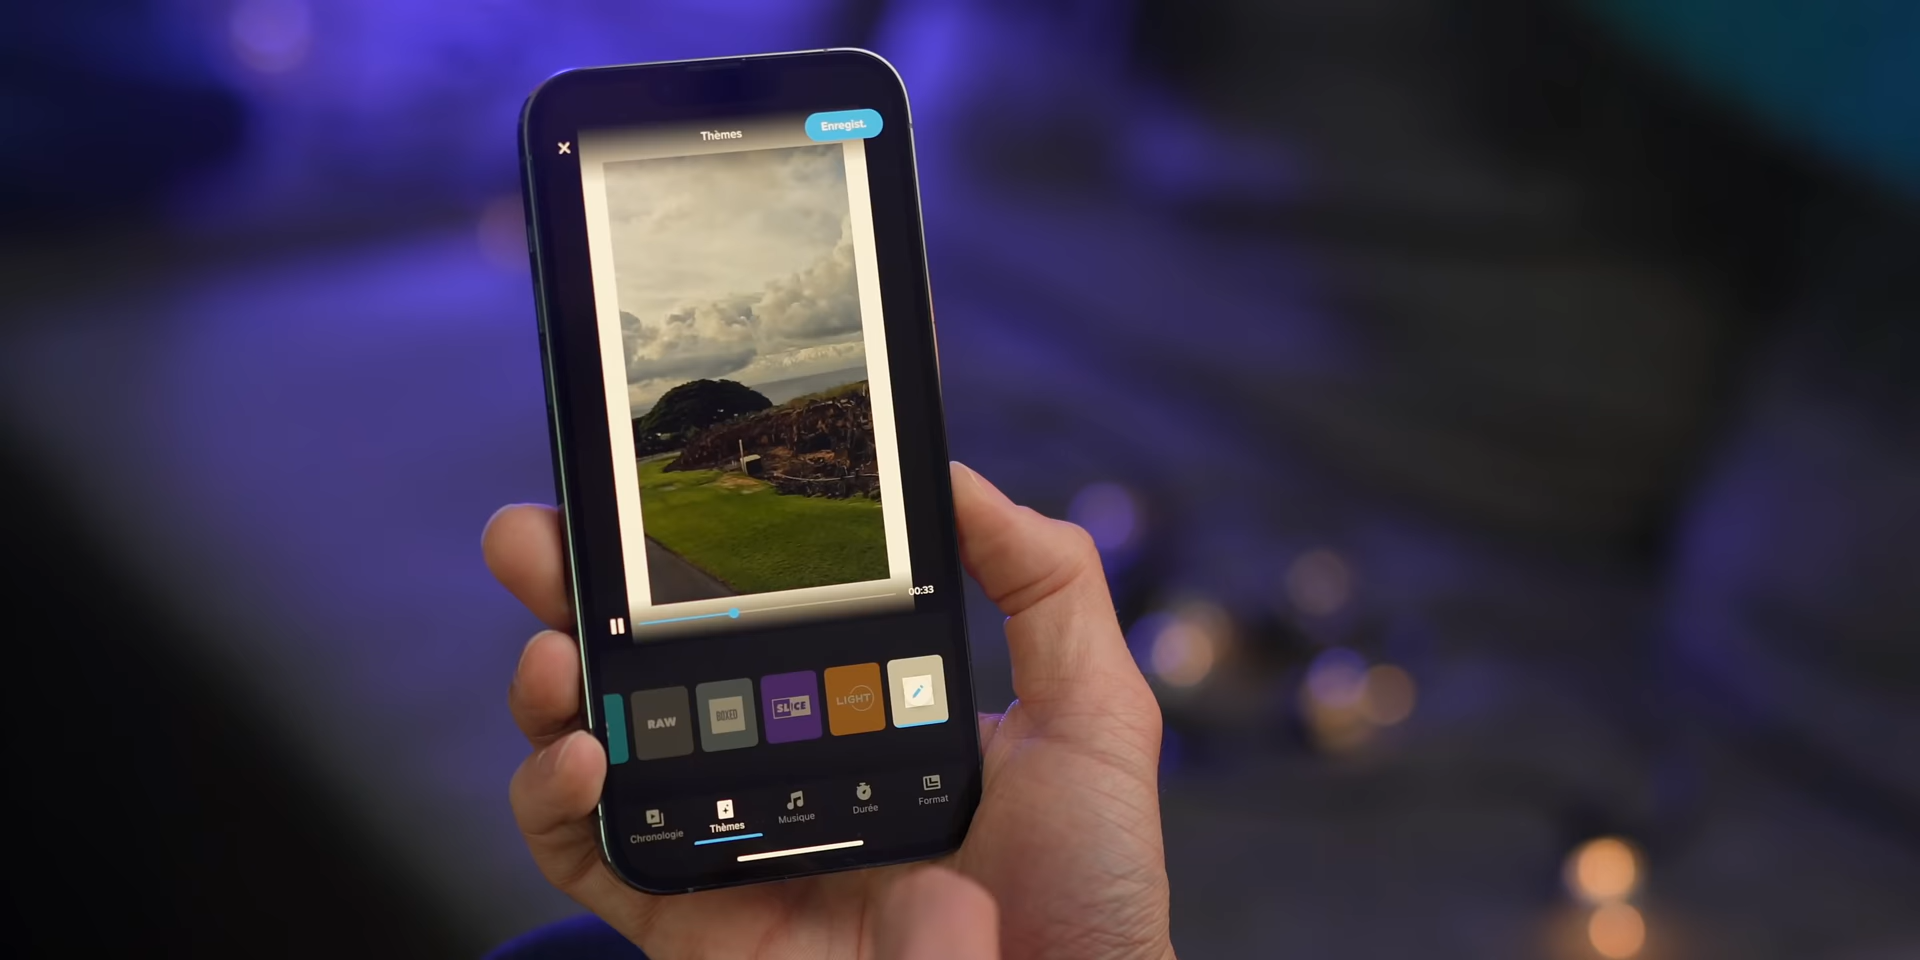 Thèmes
Enregist.
00:33
RAW
BOXED
SLICE
LIGHT
Chronologie
Thèmes
Musique
Durée
Format